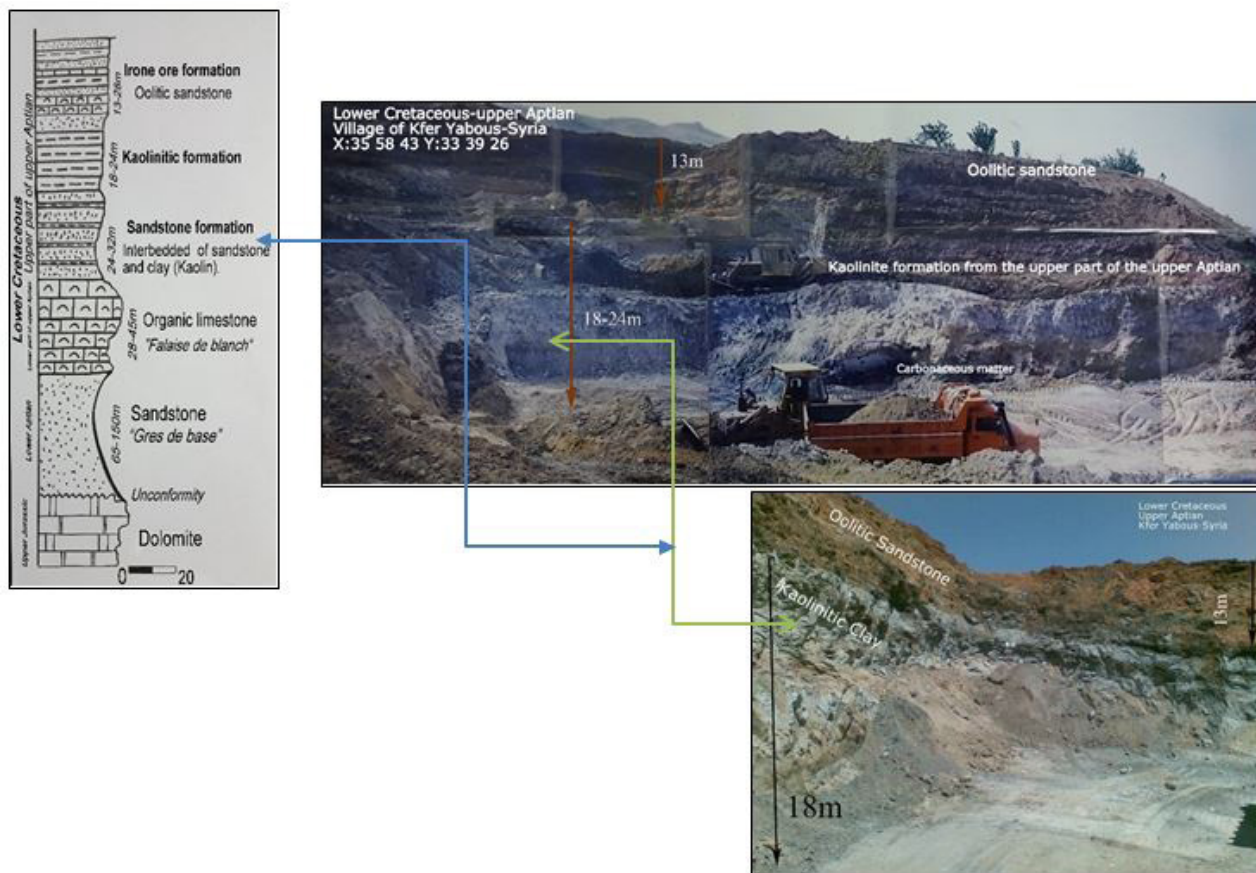 Irone ore formation
Oolitic sandstone
13-26m
Kaolinitic formation
18-24m
Sandstone formation
Interbedded of sandstone
and clay (Kaolin).
24-32m
Organic limestone
"Falaise de blanch"
28-45m
Sandstone
"Gres de base"
65-150m
Unconformity
Dolomite
0 20
Lower Cretaceous
Upper part of upper Aptian
Lower Aptian
Upper Jurassic
Lower Cretaceous-upper Aptian
Village of Kfer Yabous-Syria
X:35 58 43 Y:33 39 26
13m
Oolitic sandstone
Kaolinite formation from the upper part of the upper Aptian
18-24m
Carbonaceous matter
Lower Cretaceous
Upper Aptian
Kfer Yabous-Syria
Oolitic Sandstone
Kaolinitic Clay
13m
18m